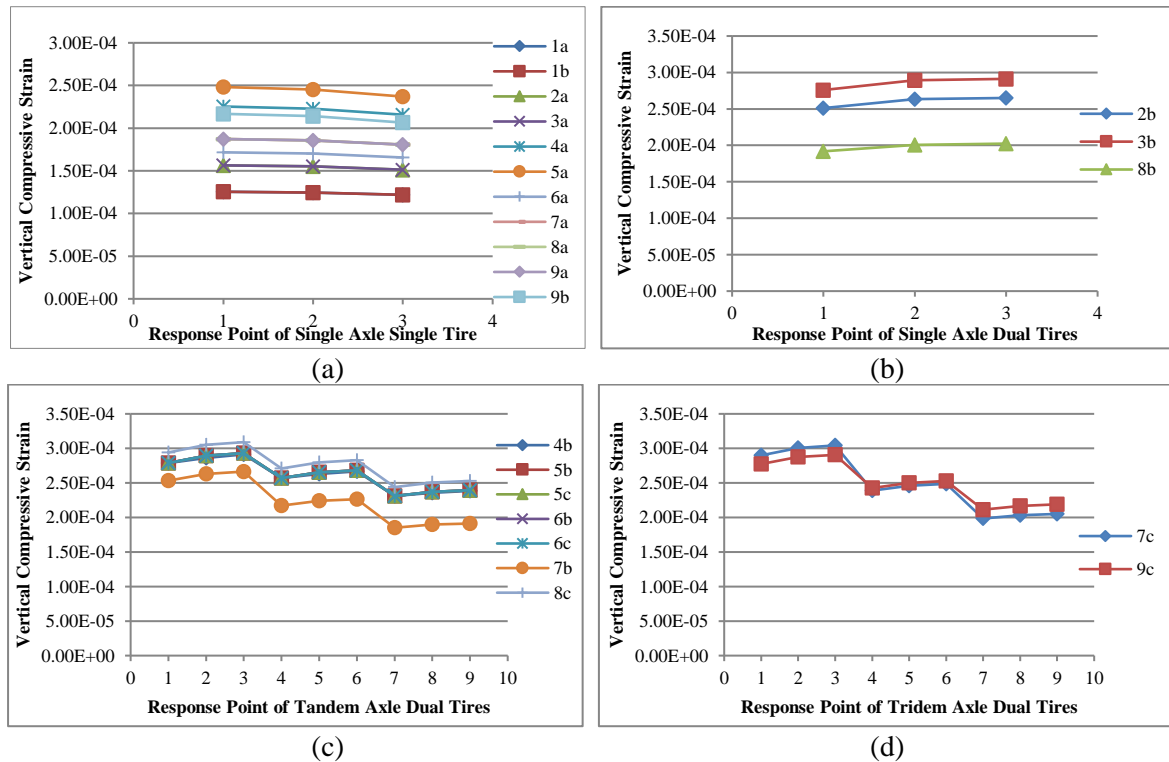 3.00E-04
2.50E-04
2.00E-04
1.50E-04
1.00E-04
5.00E-05
0.00E+00
Vertical Compressive Strain
0 1 2 3 4
Response Point of Single Axle Single Tire
1a
1b
2a
3a
4a
5a
6a
7a
8a
9a
9b
(a)
3.50E-04
3.00E-04
2.50E-04
2.00E-04
1.50E-04
1.00E-04
5.00E-05
0.00E+00
Vertical Compressive Strain
0 1 2 3 4
Response Point of Single Axle Dual Tires
2b
3b
8b
(b)
3.50E-04
3.00E-04
2.50E-04
2.00E-04
1.50E-04
1.00E-04
5.00E-05
0.00E+00
Vertical Compressive Strain
0 1 2 3 4 5 6 7 8 9 10
Response Point of Tandem Axle Dual Tires
4b
5b
5c
6b
6c
7b
8c
(c)
3.50E-04
3.00E-04
2.50E-04
2.00E-04
1.50E-04
1.00E-04
5.00E-05
0.00E+00
Vertical Compressive Strain
0 1 2 3 4 5 6 7 8 9 10
Response Point of Tridem Axle Dual Tires
7c
9c
(d)